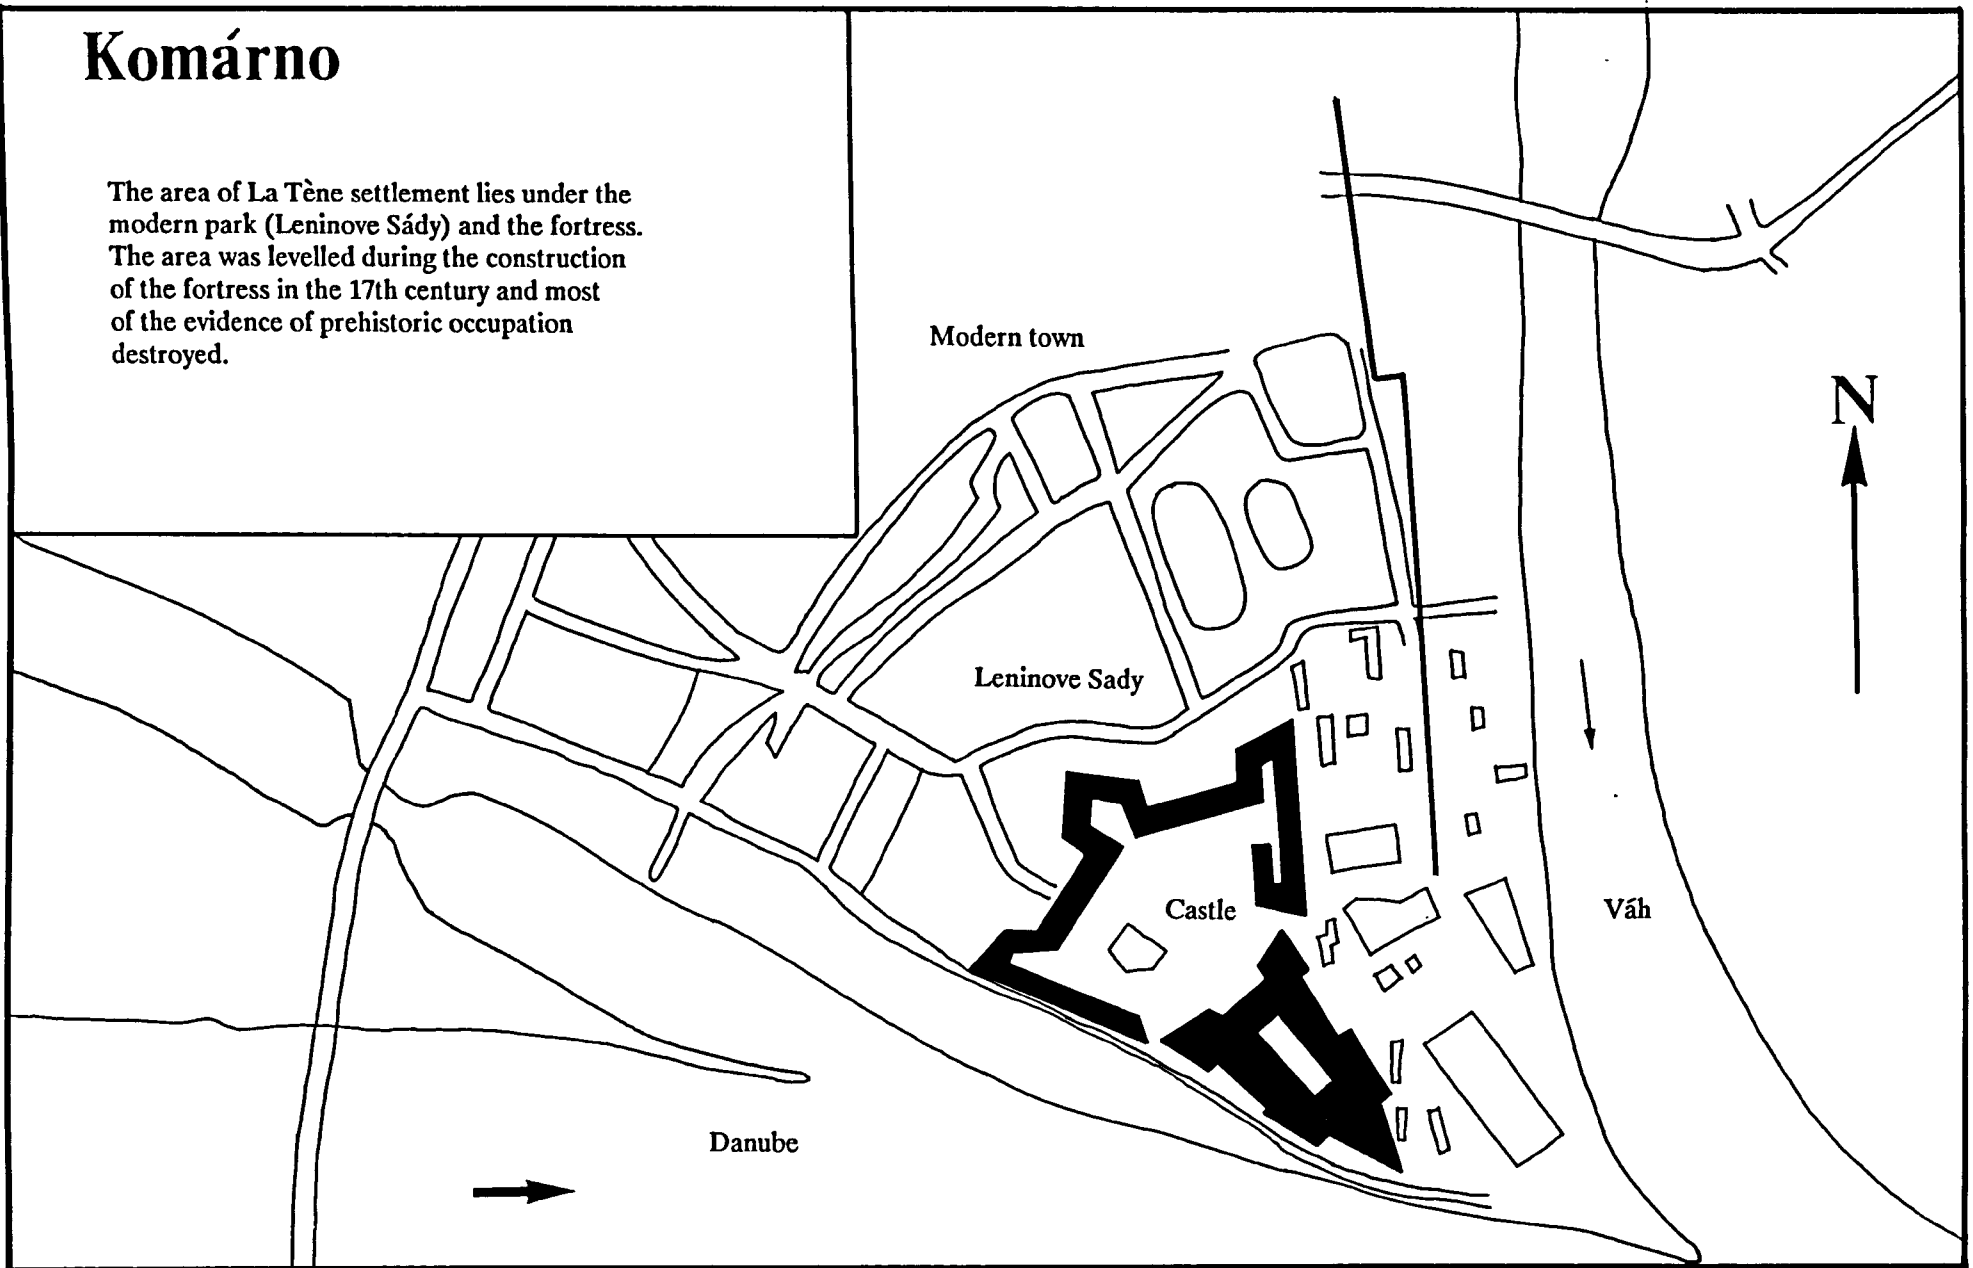 Komárno
The area of La Tène settlement lies under the
modern park (Leninove Sády) and the fortress.
The area was levelled during the construction
of the fortress in the 17th century and most
of the evidence of prehistoric occupation
destroyed.
Modern town
N
Leninove Sady
Castle
Váh
Danube